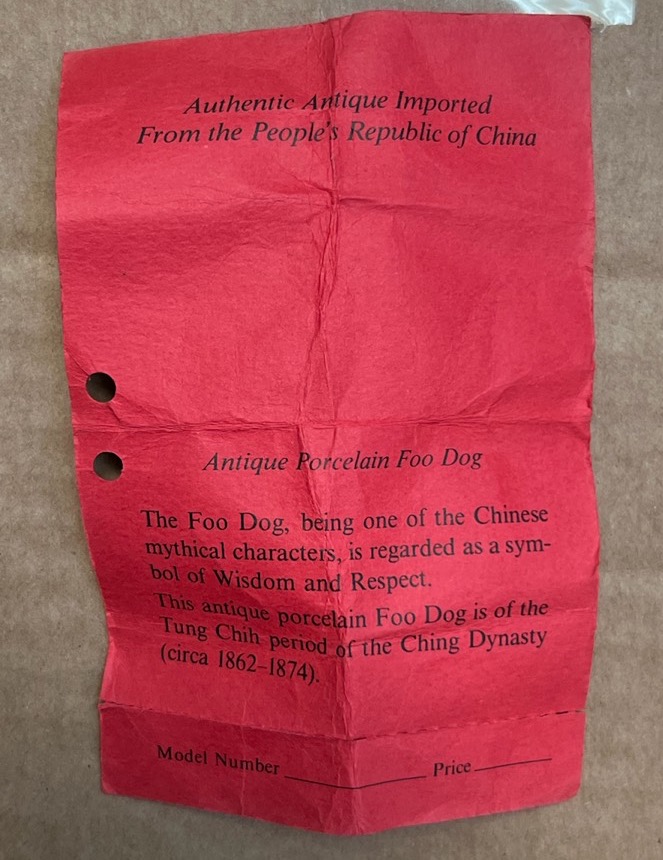 Authentic Antique Imported
From the People's Republic of China
Antique Porcelain Foo Dog
The Foo Dog, being one of the Chinese
mythical characters, is regarded as a sym-
bol of Wisdom and Respect.
This antique porcelain Foo Dog is of the
Tung Chih period of the Ching Dynasty
(circa 1862–1874).
Model Number ____________ Price ________